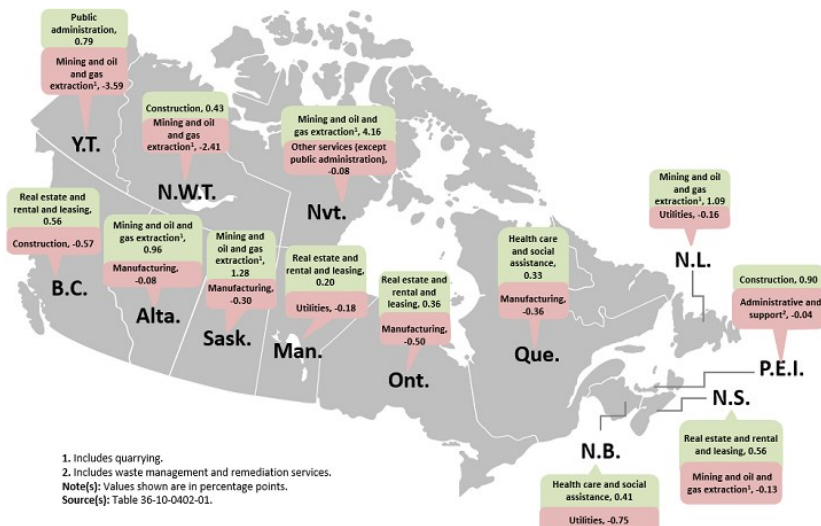 Public
administration,
0.79
Mining and oil
and gas
extraction¹, -3.59
Y.T.
Construction, 0.43
Mining and oil
and gas
extraction¹, -2.41
N.W.T.
Mining and oil and
gas extraction¹, 4.16
Other services (except
public administration),
-0.08
Nvt.
Mining and oil
and gas
extraction¹, 1.09
Utilities, -0.16
N.L.
Real estate and
rental and leasing,
0.56
Construction, -0.57
B.C.
Mining and oil and
gas extraction¹,
0.96
Manufacturing,
-0.08
Alta.
Mining and
oil and gas
extraction¹,
1.28
Manufacturing,
-0.30
Sask.
Real estate and
rental and leasing,
0.20
Utilities, -0.18
Man.
Real estate and
rental and
leasing, 0.36
Manufacturing,
-0.50
Ont.
Health care and
social assistance,
0.33
Manufacturing,
-0.36
Que.
Construction, 0.90
Administrative and
support², -0.04
P.E.I.
N.S.
Real estate and rental
and leasing, 0.56
Mining and oil and
gas extraction¹, -0.13
N.B.
Health care and social
assistance, 0.41
Utilities, -0.75
1. Includes quarrying.
2. Includes waste management and remediation services.
Note(s): Values shown are in percentage points.
Source(s): Table 36-10-0402-01.